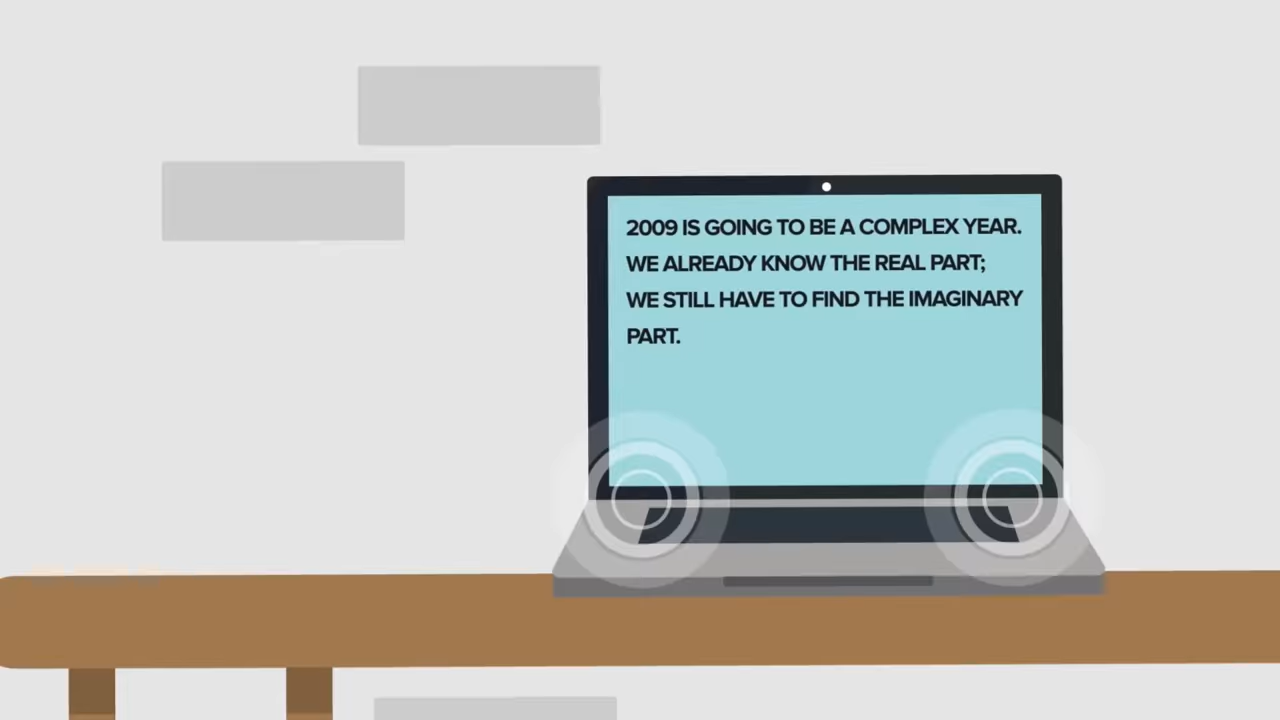 2009 IS GOING TO BE A COMPLEX YEAR.
WE ALREADY KNOW THE REAL PART;
WE STILL HAVE TO FIND THE IMAGINARY
PART.